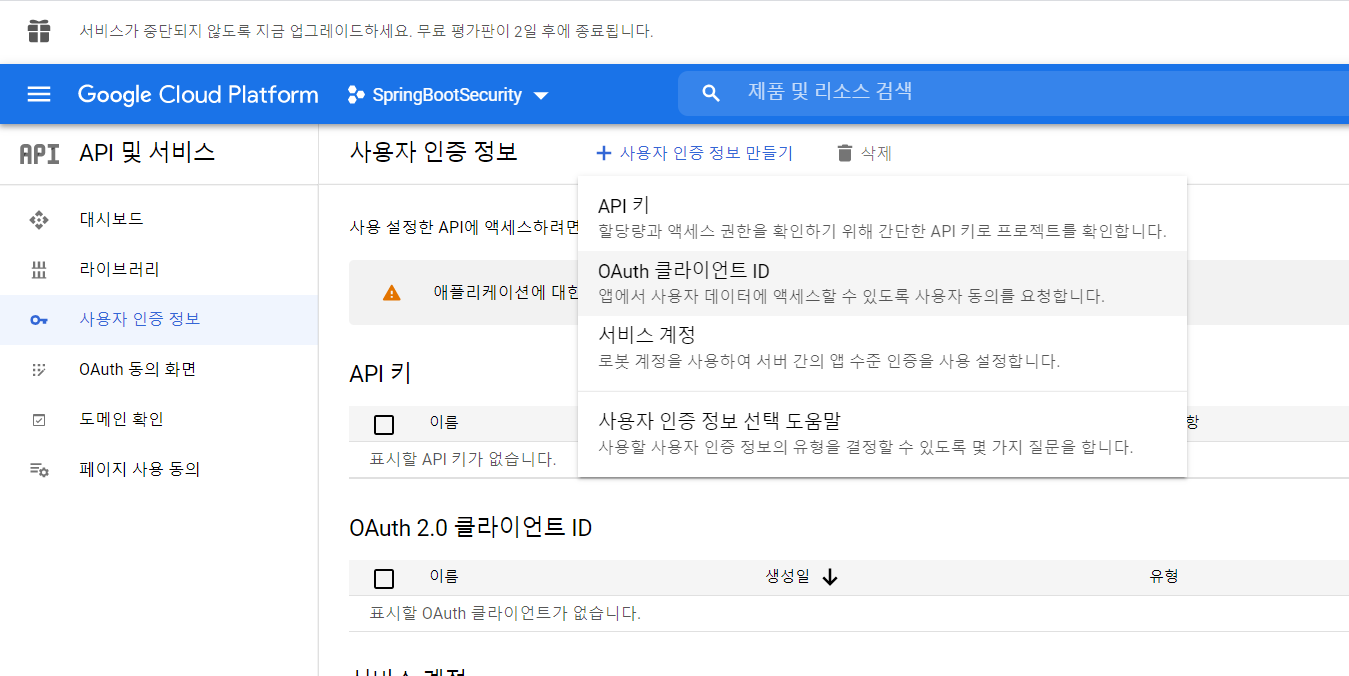 서비스가 중단되지 않도록 지금 업그레이드하세요. 무료 평가판이 2일 후에 종료됩니다.
Google Cloud Platform
SpringBootSecurity
제품 및 리소스 검색
API
API 및 서비스
대시보드
라이브러리
사용자 인증 정보
OAuth 동의 화면
도메인 확인
페이지 사용 동의
사용자 인증 정보
사용자 인증 정보 만들기
삭제
사용 설정한 API에 액세스하려면
애플리케이션에 대한
API 키
할당량과 액세스 권한을 확인하기 위해 간단한 API 키로 프로젝트를 확인합니다.
OAuth 클라이언트 ID
앱에서 사용자 데이터에 액세스할 수 있도록 사용자 동의를 요청합니다.
서비스 계정
로봇 계정을 사용하여 서버 간의 앱 수준 인증을 사용 설정합니다.
사용자 인증 정보 선택 도움말
사용할 사용자 인증 정보의 유형을 결정할 수 있도록 몇 가지 질문을 합니다.
API 키
이름
항
표시할 API 키가 없습니다.
OAuth 2.0 클라이언트 ID
이름
생성일
유형
표시할 OAuth 클라이언트가 없습니다.